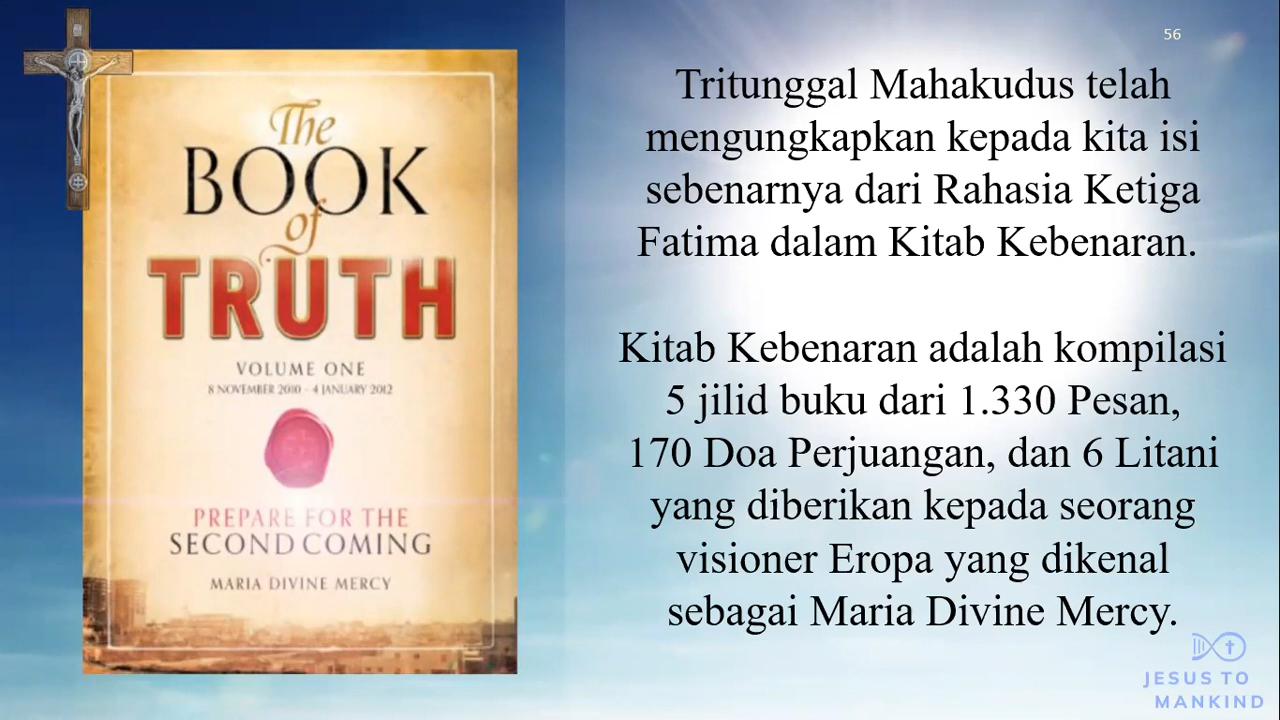 56
The
BOOK
of
TRUTH
VOLUME ONE
8 NOVEMBER 2010 - 4 JANUARY 2012
PREPARE FOR THE
SECOND COMING
MARIA DIVINE MERCY
Tritunggal Mahakudus telah
mengungkapkan kepada kita isi
sebenarnya dari Rahasia Ketiga
Fatima dalam Kitab Kebenaran.
Kitab Kebenaran adalah kompilasi
5 jilid buku dari 1.330 Pesan,
170 Doa Perjuangan, dan 6 Litani
yang diberikan kepada seorang
visioner Eropa yang dikenal
sebagai Maria Divine Mercy.
JESUS TO
MANKIND